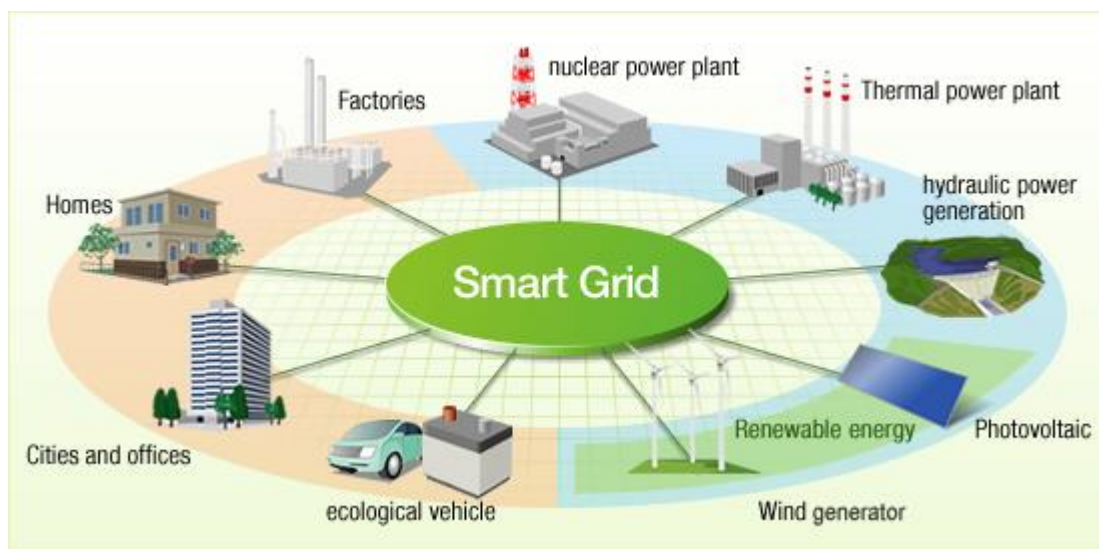 nuclear power plant
Factories
Thermal power plant
hydraulic power
generation
Homes
Smart Grid
Renewable energy
Photovoltaic
Cities and offices
ecological vehicle
Wind generator